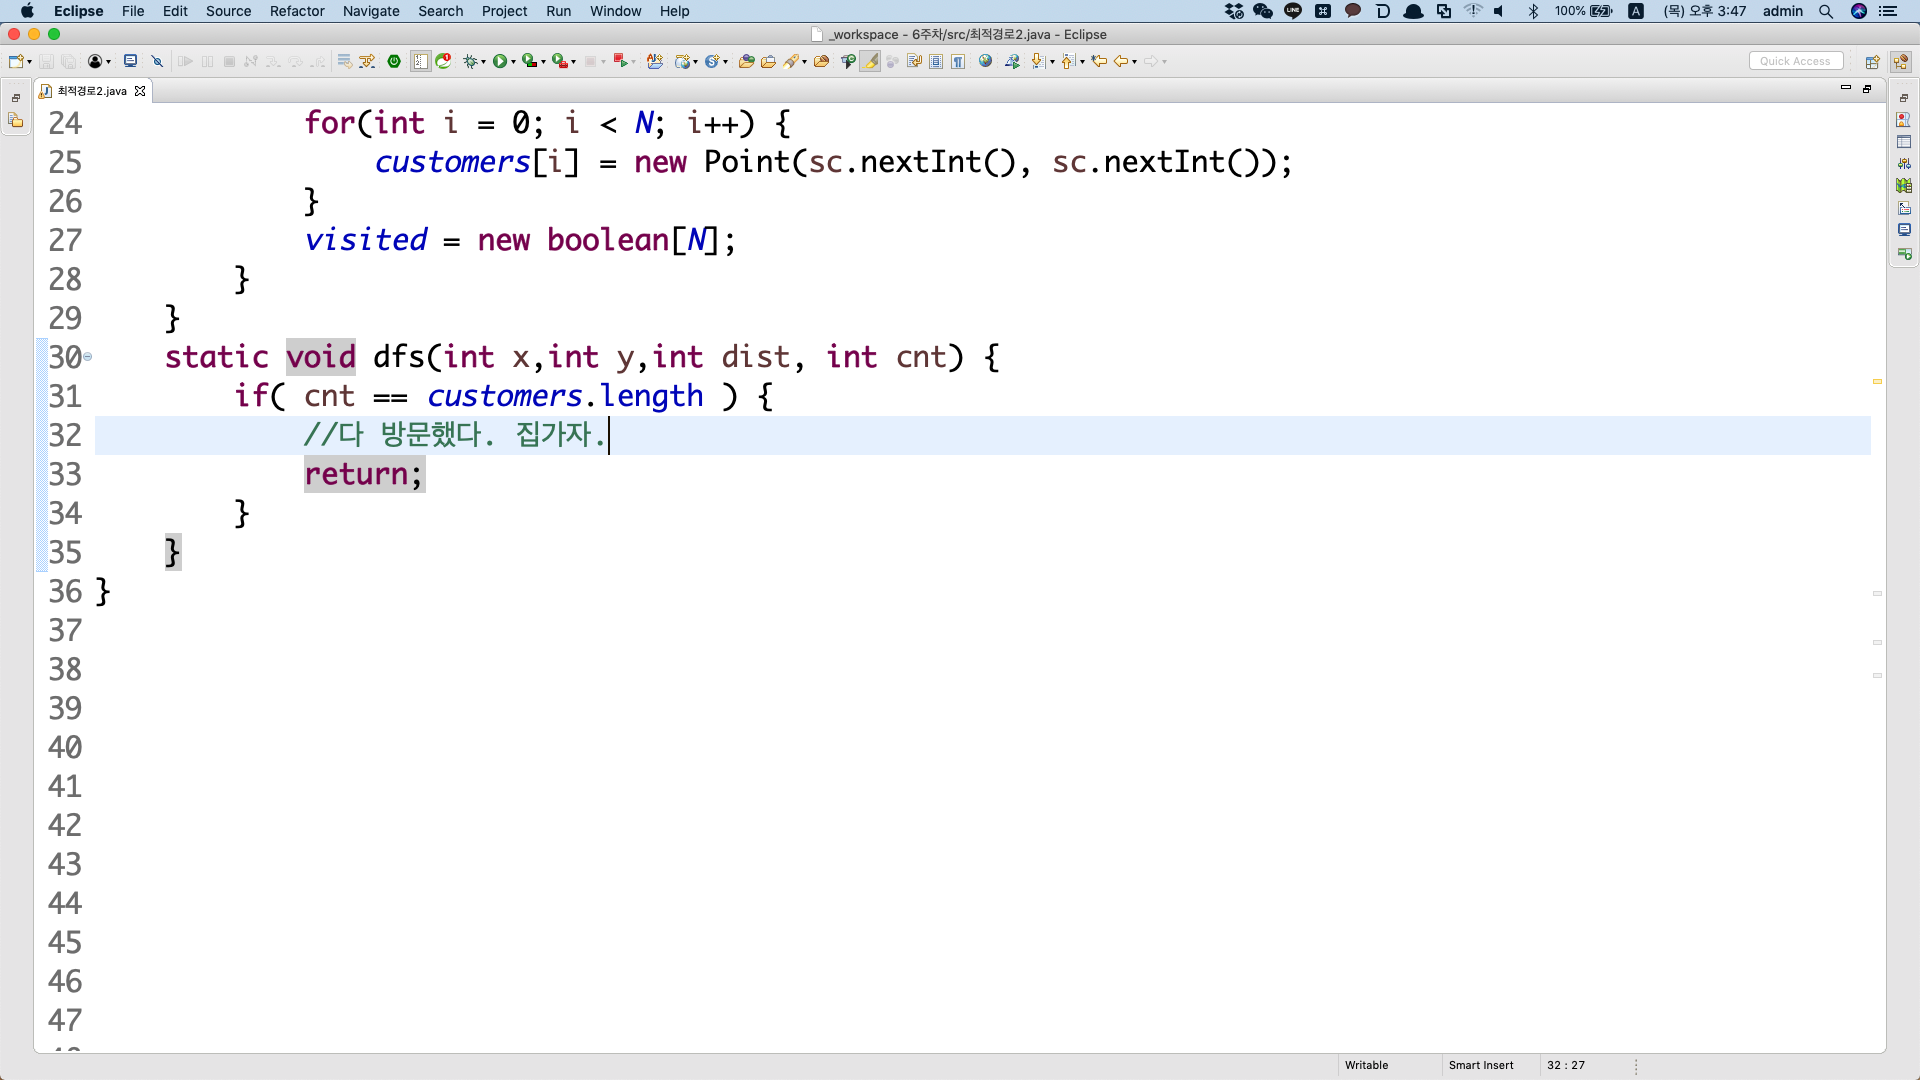 Eclipse File Edit Source Refactor Navigate Search Project Run Window Help 100% A (목) 오후 3:47 admin
_workspace - 6주차/src/최적경로2.java - Eclipse
Quick Access
최적경로2.java
24 for(int i = 0; i < N; i++) {
25 customers[i] = new Point(sc.nextInt(), sc.nextInt());
26 }
27 visited = new boolean[N];
28 }
29 }
30 static void dfs(int x,int y,int dist, int cnt) {
31 if( cnt == customers.length ) {
32 //다 방문했다. 집가자.
33 return;
34 }
35 }
36 }
37
38
39
40
41
42
43
44
45
46
47
Writable Smart Insert 32 : 27